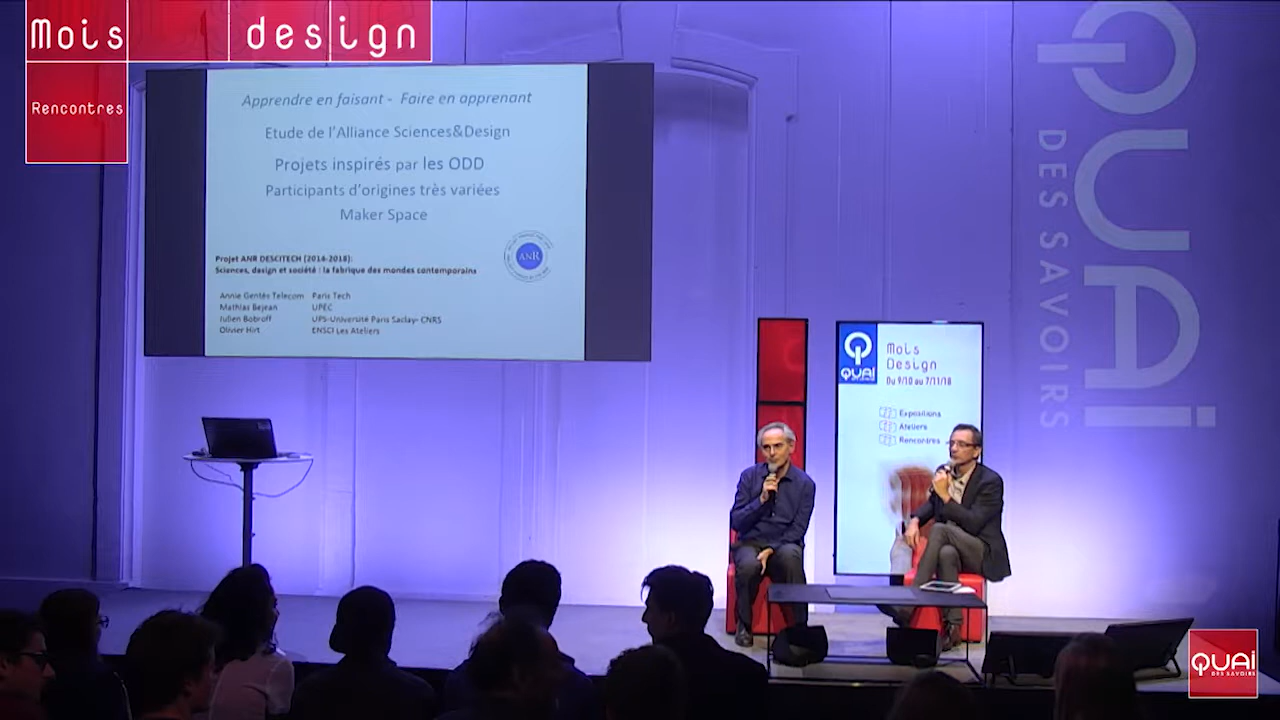 Mois design
Rencontres
Apprendre en faisant - Faire en apprenant
Etude de l'Alliance Sciences&Design
Projets inspirés par les ODD
Participants d'origines très variées
Maker Space
ANR
Projet ANR DESCITECH (2014-2018):
Sciences, design et société : la fabrique des mondes contemporains
Annie Gentès Telecom Paris Tech
Mathias Bejean UPEC
Julien Bobroff UPS-Université Paris Saclay- CNRS
Olivier Hirt ENSCI Les Ateliers
QUAI
DES SAVOIRS
QUAI
DES SAVOIRS
Mois
Design
Du 9/10 au 7/11/18
Expositions
Ateliers
Rencontres
QUAI
DES SAVOIRS